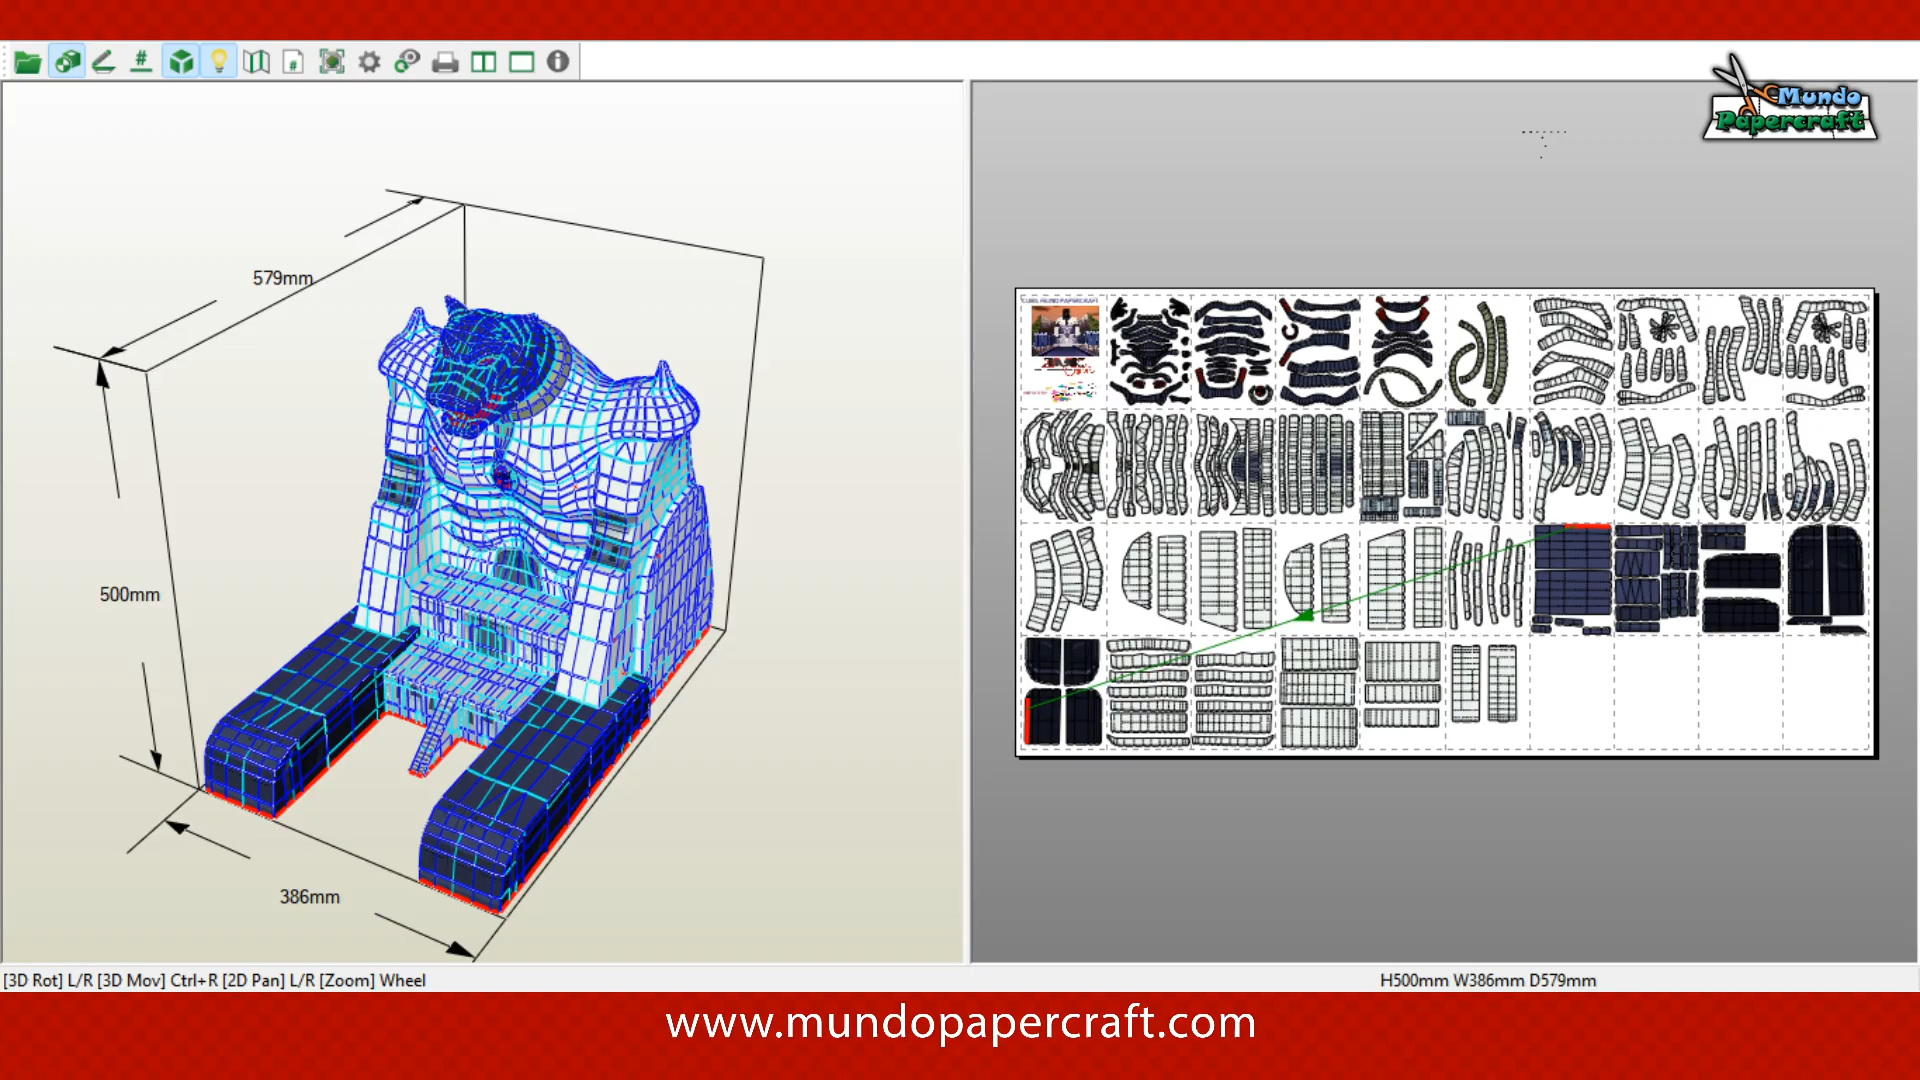 Mundo
Papercraft
579mm
500mm
386mm
[3D Rot] L/R [3D Mov] Ctrl+R [2D Pan] L/R [Zoom] Wheel
H500mm W386mm D579mm
www.mundopapercraft.com